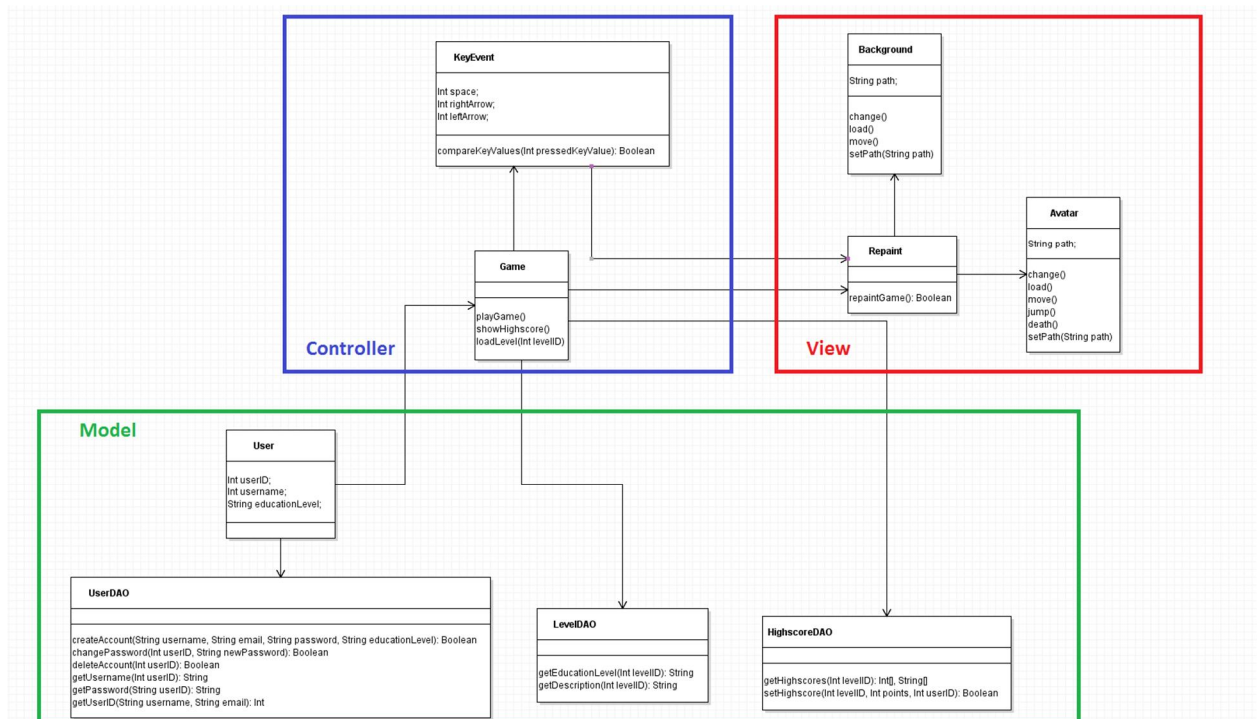 KeyEvent
Int space;
Int rightArrow;
Int leftArrow;
compareKeyValues(Int pressedKeyValue): Boolean
Game
playGame()
showHighscore()
loadLevel(Int levelID)
Controller
Background
String path;
change()
load()
move()
setPath(String path)
Repaint
repaintGame(): Boolean
Avatar
String path;
change()
load()
move()
jump()
death()
setPath(String path)
View
Model
User
Int userID;
Int username;
String educationLevel;
UserDAO
createAccount(String username, String email, String password, String educationLevel): Boolean
changePassword(Int userID, String newPassword): Boolean
deleteAccount(Int userID): Boolean
getUsername(Int userID): String
getPassword(String userID): String
getUserID(String username, String email): Int
LevelDAO
getEducationLevel(Int levelID): String
getDescription(Int levelID): String
HighscoreDAO
getHighscores(Int levelID): Int[], String[]
setHighscore(Int levelID, Int points, Int userID): Boolean